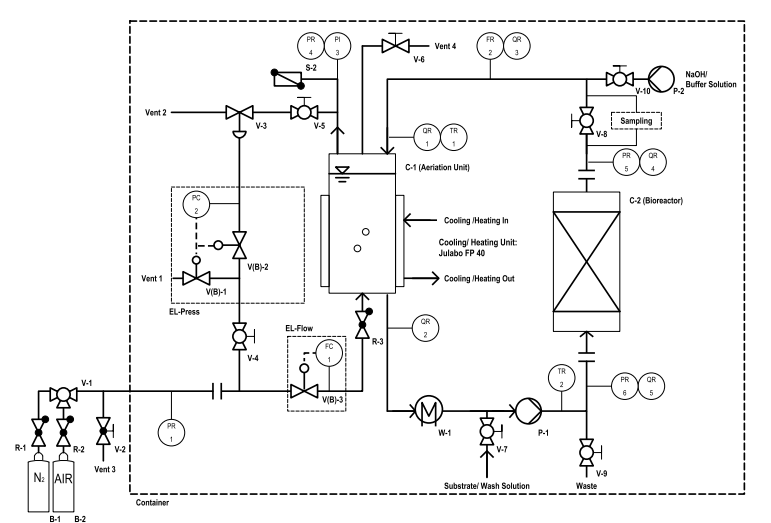 PR
4
PI
3
S-2
V-6
Vent 4
FR
2
QR
3
V-10
P-2
NaOH/
Buffer Solution
Vent 2
V-3
V-5
V-8
Sampling
QR
1
TR
1
C-1 (Aeriation Unit)
PR
5
QR
4
C-2 (Bioreactor)
PC
2
V(B)-2
Vent 1
V(B)-1
EL-Press
Cooling /Heating In
Cooling/ Heating Unit:
Julabo FP 40
Cooling /Heating Out
EL-Flow
FC
1
V(B)-3
R-3
QR
2
V-4
V-1
R-1
R-2
V-2
Vent 3
PR
1
W-1
V-7
P-1
TR
2
PR
6
QR
5
V-9
Substrate/ Wash Solution
Waste
N2
AIR
B-1
B-2
Container